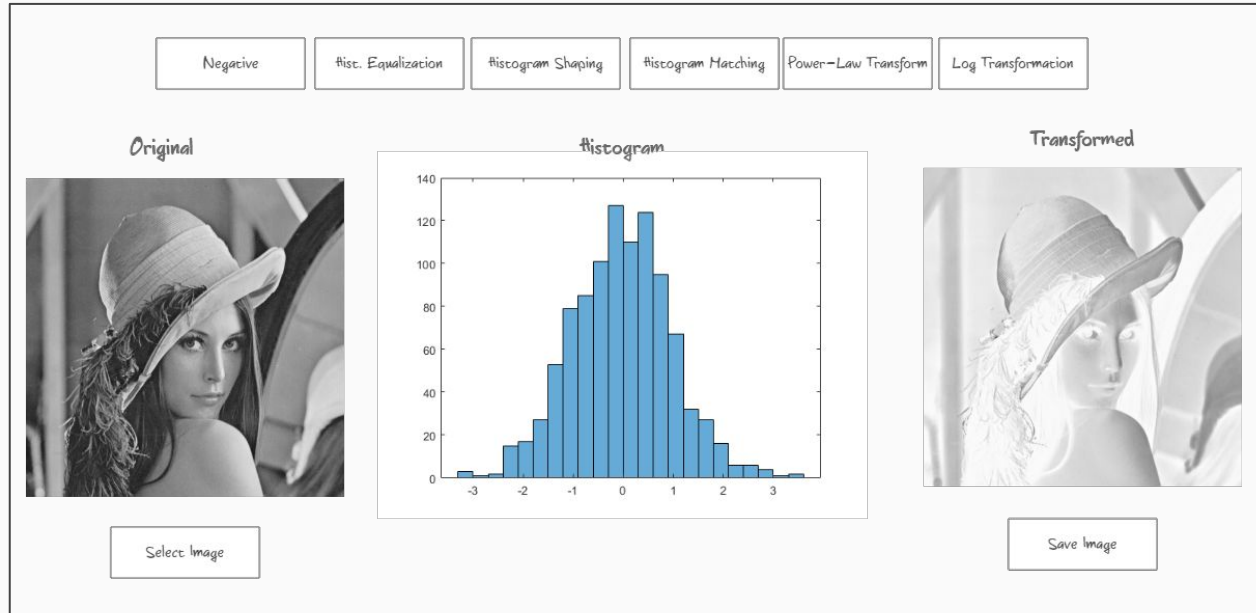 Negative
Hist. Equalization
Histogram Shaping
Histogram Matching
Power-Law Transform
Log Transformation
Original
Histogram
Transformed
140
120
100
80
60
40
20
0
-3 -2 -1 0 1 2 3
Select Image
Save Image